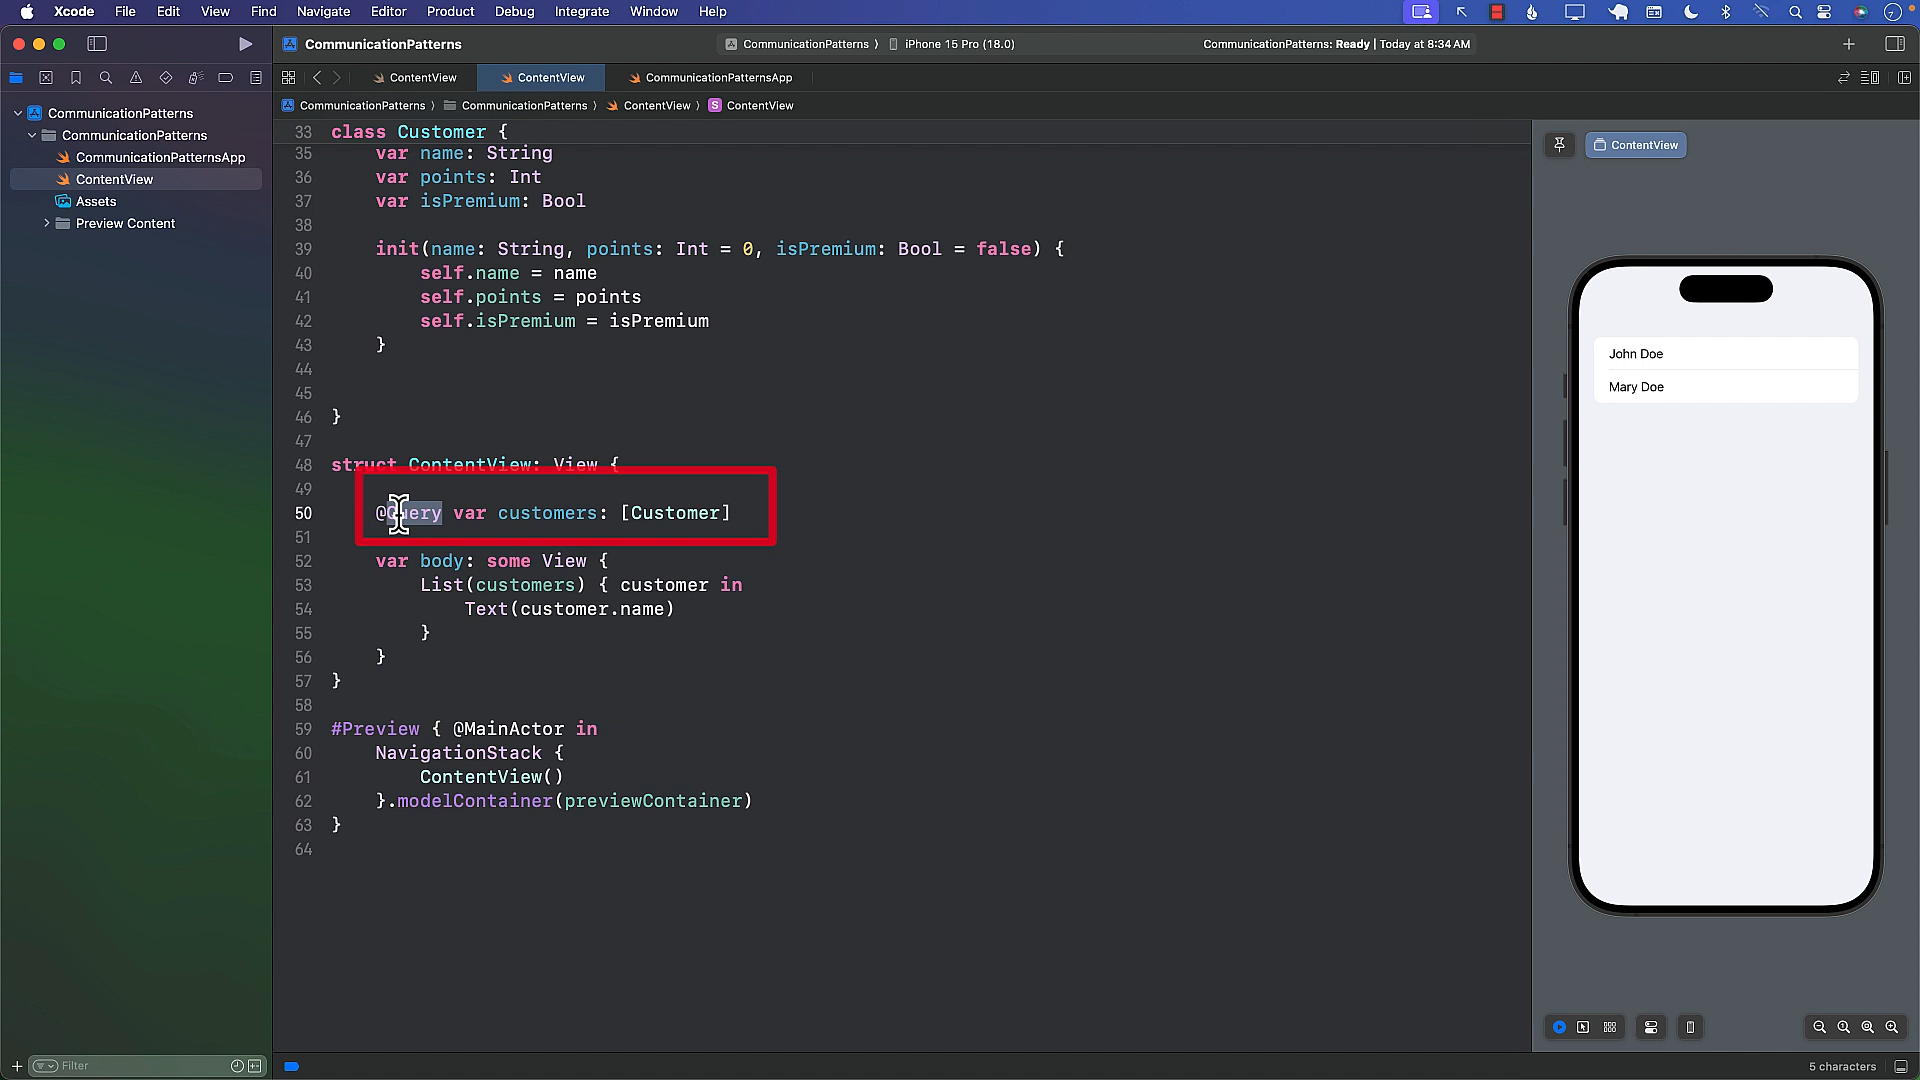 Xcode File Edit View Find Navigate Editor Product Debug Integrate Window Help
CommunicationPatterns
CommunicationPatterns ⟩ iPhone 15 Pro (18.0)
CommunicationPatterns: Ready | Today at 8:34 AM
ContentView
ContentView
CommunicationPatternsApp
CommunicationPatterns ⟩ CommunicationPatterns ⟩ ContentView ⟩ S ContentView
CommunicationPatterns
CommunicationPatterns
CommunicationPatternsApp
ContentView
Assets
Preview Content
Filter
33 class Customer {
35 var name: String
36 var points: Int
37 var isPremium: Bool
38
39 init(name: String, points: Int = 0, isPremium: Bool = false) {
40 self.name = name
41 self.points = points
42 self.isPremium = isPremium
43 }
44
45
46 }
47
48 struct ContentView: View {
49
50 @Query var customers: [Customer]
51
52 var body: some View {
53 List(customers) { customer in
54 Text(customer.name)
55 }
56 }
57 }
58
59 #Preview { @MainActor in
60 NavigationStack {
61 ContentView()
62 }.modelContainer(previewContainer)
63 }
64
ContentView
John Doe
Mary Doe
5 characters